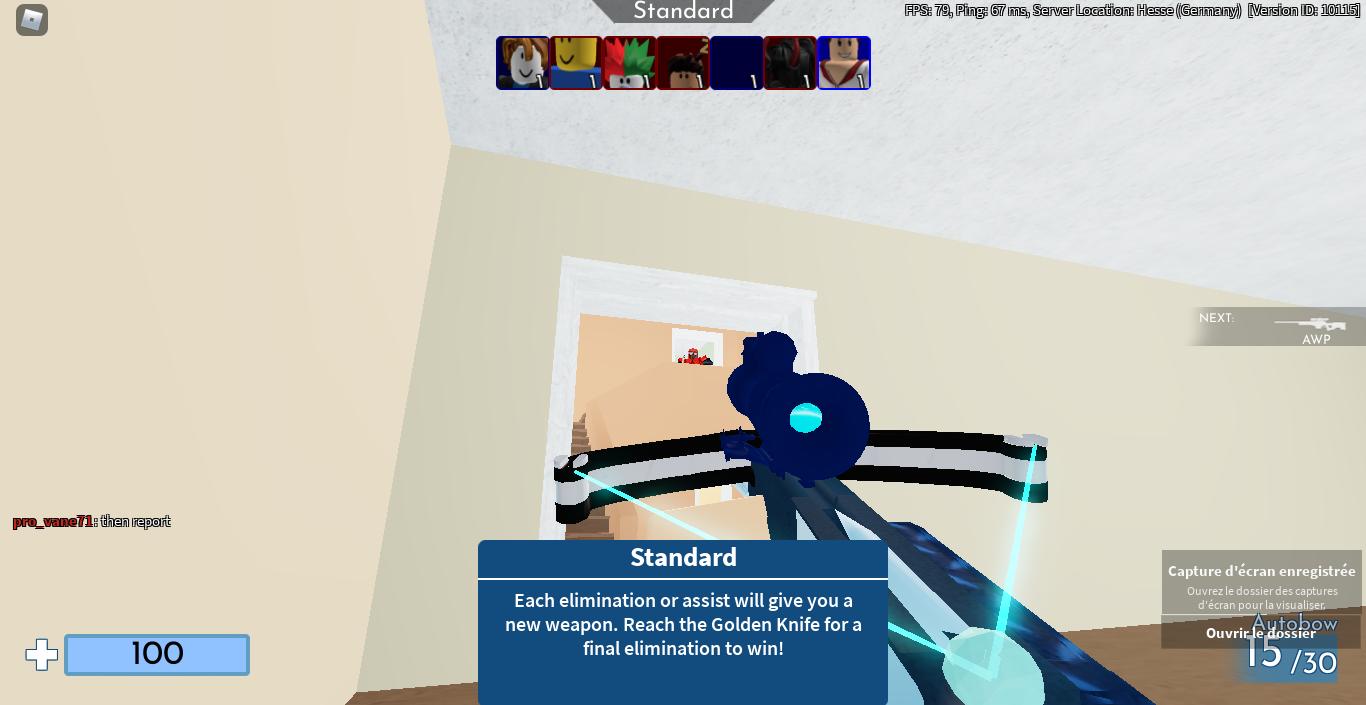 Standard
FPS: 79, Ping: 67 ms, Server Location: Hesse (Germany) [Version ID: 10115]
1 1 1 2 1 1 1 1
NEXT:
AWP
pro_vane71: then report
Standard
Each elimination or assist will give you a
new weapon. Reach the Golden Knife for a
final elimination to win!
Capture d'écran enregistrée
Ouvrez le dossier des captures
d'écran pour la visualiser.
Autobow
Ouvrir le dossier
100
15 /30